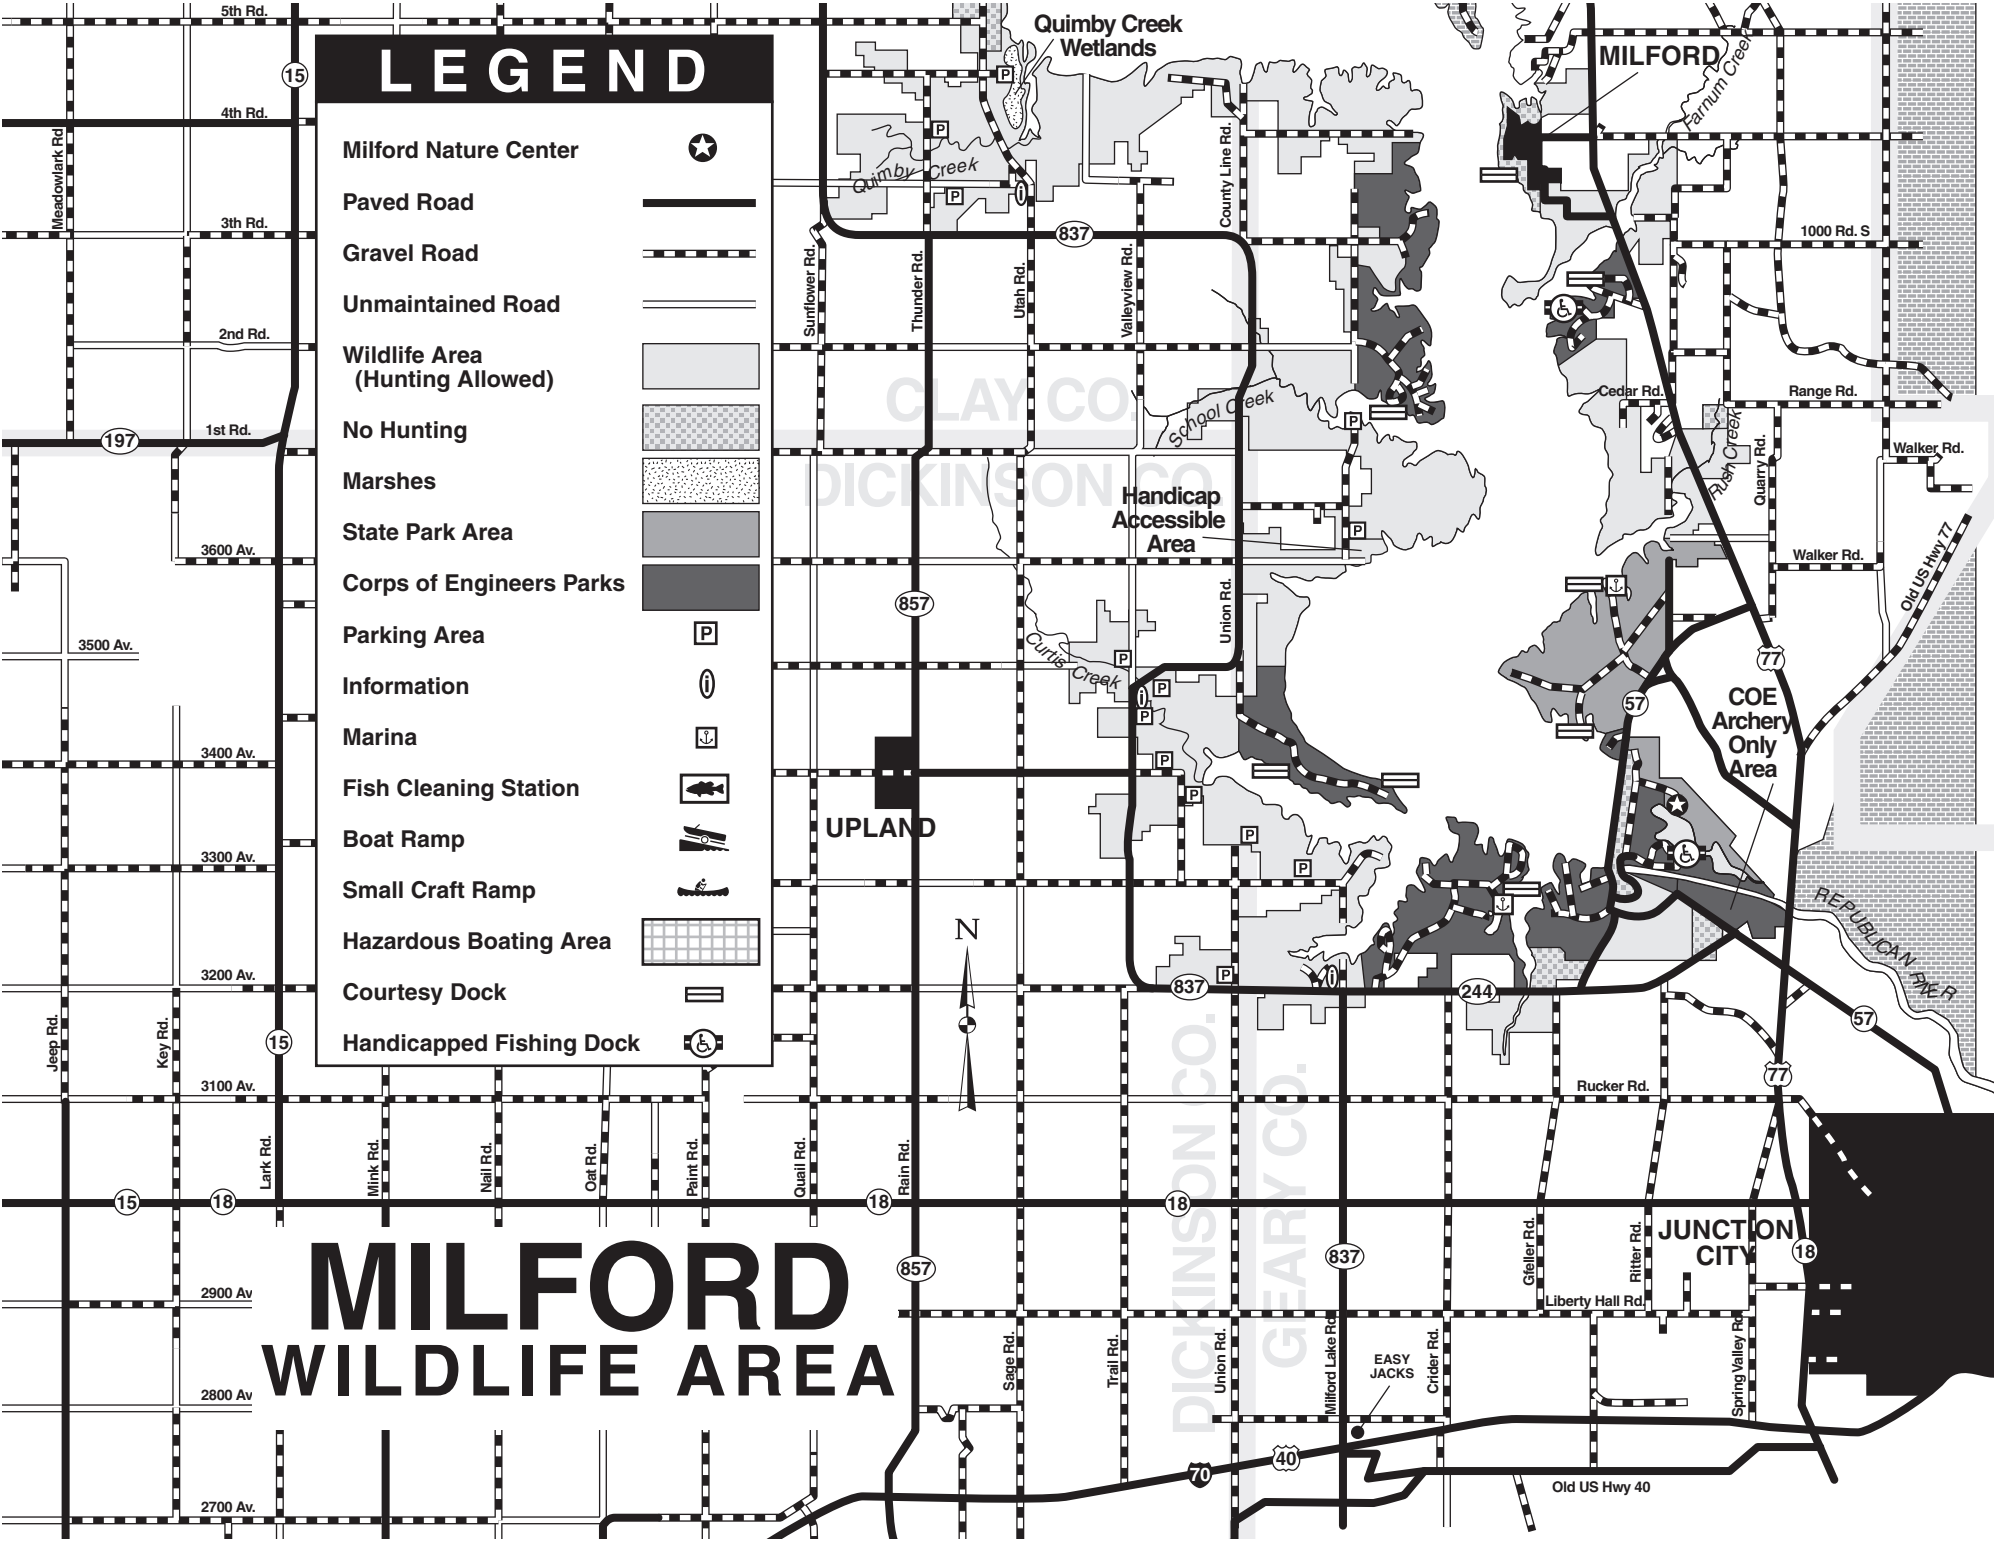 5th Rd.
4th Rd.
Meadowlark Rd
3th Rd.
2nd Rd.
1st Rd.
15
197
3600 Av.
3500 Av.
3400 Av.
3300 Av.
3200 Av.
3100 Av.
2900 Av
2800 Av
2700 Av.
Jeep Rd.
Key Rd.
Lark Rd.
Mink Rd.
Nail Rd.
Oat Rd.
Paint Rd.
Quail Rd.
Rain Rd.
15
15
18
18
18
LEGEND
Milford Nature Center
Paved Road
Gravel Road
Unmaintained Road
Wildlife Area
(Hunting Allowed)
No Hunting
Marshes
State Park Area
Corps of Engineers Parks
Parking Area
P
Information
i
Marina
Fish Cleaning Station
Boat Ramp
Small Craft Ramp
Hazardous Boating Area
Courtesy Dock
Handicapped Fishing Dock
MILFORD
WILDLIFE AREA
Quimby Creek
Wetlands
P
P
P
i
Quimby Creek
837
Sunflower Rd.
Thunder Rd.
Utah Rd.
Valleyview Rd.
County Line Rd.
CLAY CO.
DICKINSON CO.
School Creek
Handicap
Accessible
Area
P
P
857
Union Rd.
Curtis Creek
P
P
i
P
P
P
P
P
P
i
UPLAND
N
837
244
DICKINSON CO.
GEARY CO.
857
837
Sage Rd.
Trail Rd.
Union Rd.
Milford Lake Rd
Crider Rd.
EASY
JACKS
70
40
Old US Hwy 40
MILFORD
Farnum Creek
1000 Rd. S
Cedar Rd.
Range Rd.
Rush Creek
Quarry Rd.
Walker Rd.
Walker Rd.
Old US Hwy 77
77
57
COE
Archery
Only
Area
REPUBLICAN RIVER
57
77
Rucker Rd.
Gfeller Rd.
Ritter Rd.
JUNCTION
CITY
18
Liberty Hall Rd.
Spring Valley Rd